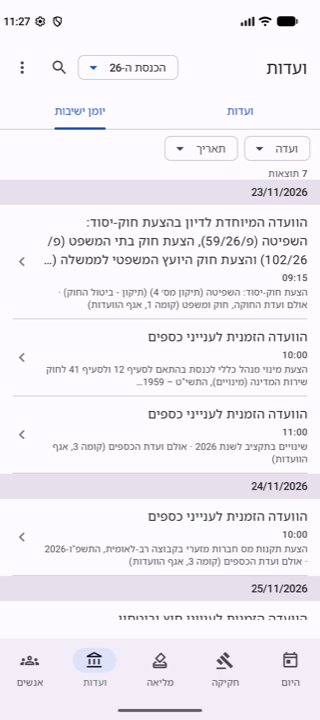 11:27
ועדות
הכנסת ה-26
ועדות
יומן ישיבות
ועדה
תאריך
7 תוצאות
23/11/2026
הוועדה המיוחדת לדיון בהצעת חוק-יסוד:
השפיטה (פ/59/26), הצעת חוק בתי המשפט (פ/
102/26) והצעת חוק היועץ המשפטי לממשלה (...
09:15
הצעת חוק-יסוד: השפיטה (תיקון מס' 4) (תיקון - ביטול החוק) ·
אולם ועדת החוקה, חוק ומשפט (קומה 1, אגף הוועדות)
הוועדה הזמנית לענייני כספים
10:00
הצעת מינוי מנהל כללי לכנסת בהתאם לסעיף 12 ולסעיף 41 לחוק
שירות המדינה (מינויים), התשי"ט – 1959...
הוועדה הזמנית לענייני כספים
11:00
שינויים בתקציב לשנת 2026 · אולם ועדת הכספים (קומה 3, אגף
הוועדות)
24/11/2026
הוועדה הזמנית לענייני כספים
10:00
הצעת תקנות מס חברות מזערי בקבוצה רב-לאומית, התשפ"ו-2026
· אולם ועדת הכספים (קומה 3, אגף הוועדות)
25/11/2026
הוועדה הזמנית לענייני חוץ וביטחון
היום
חקיקה
מליאה
ועדות
אנשים